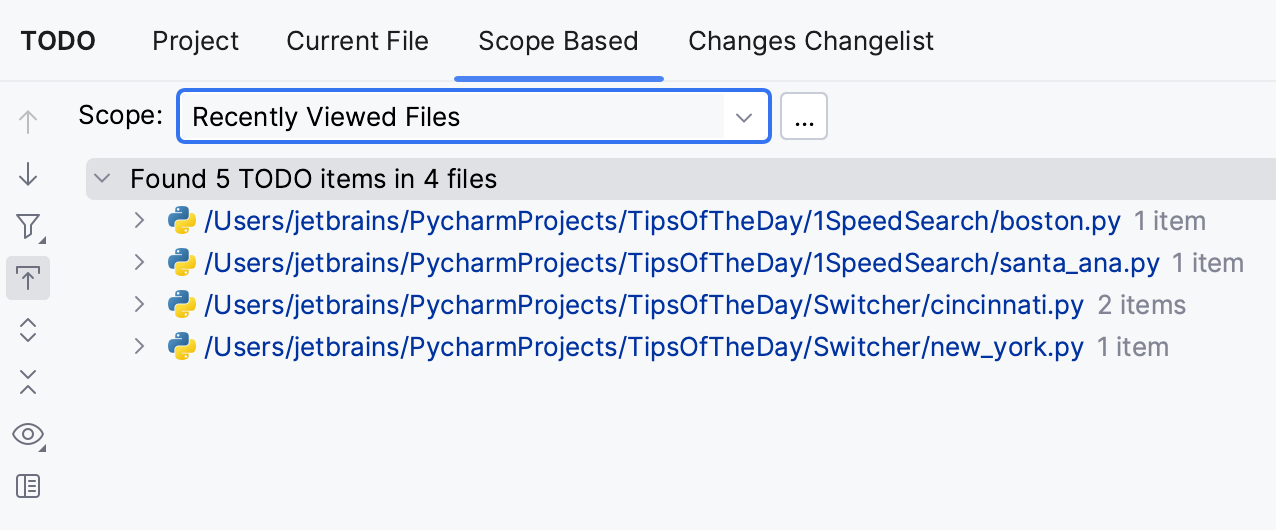 TODO Project Current File Scope Based Changes Changelist
Scope: Recently Viewed Files ...
Found 5 TODO items in 4 files
/Users/jetbrains/PycharmProjects/TipsOfTheDay/1SpeedSearch/boston.py 1 item
/Users/jetbrains/PycharmProjects/TipsOfTheDay/1SpeedSearch/santa_ana.py 1 item
/Users/jetbrains/PycharmProjects/TipsOfTheDay/Switcher/cincinnati.py 2 items
/Users/jetbrains/PycharmProjects/TipsOfTheDay/Switcher/new_york.py 1 item